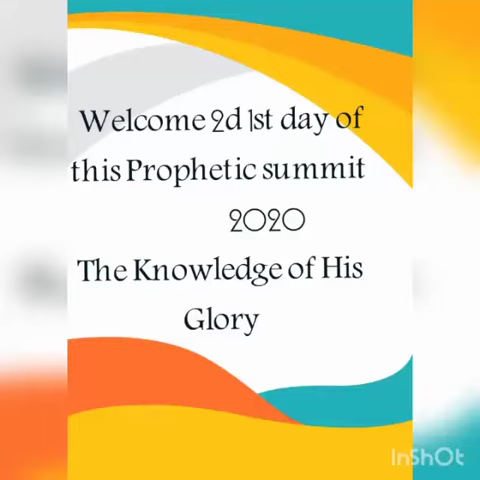 Welcome 2d 1st day of
this Prophetic summit
2020
The Knowledge of His
Glory
InShOt